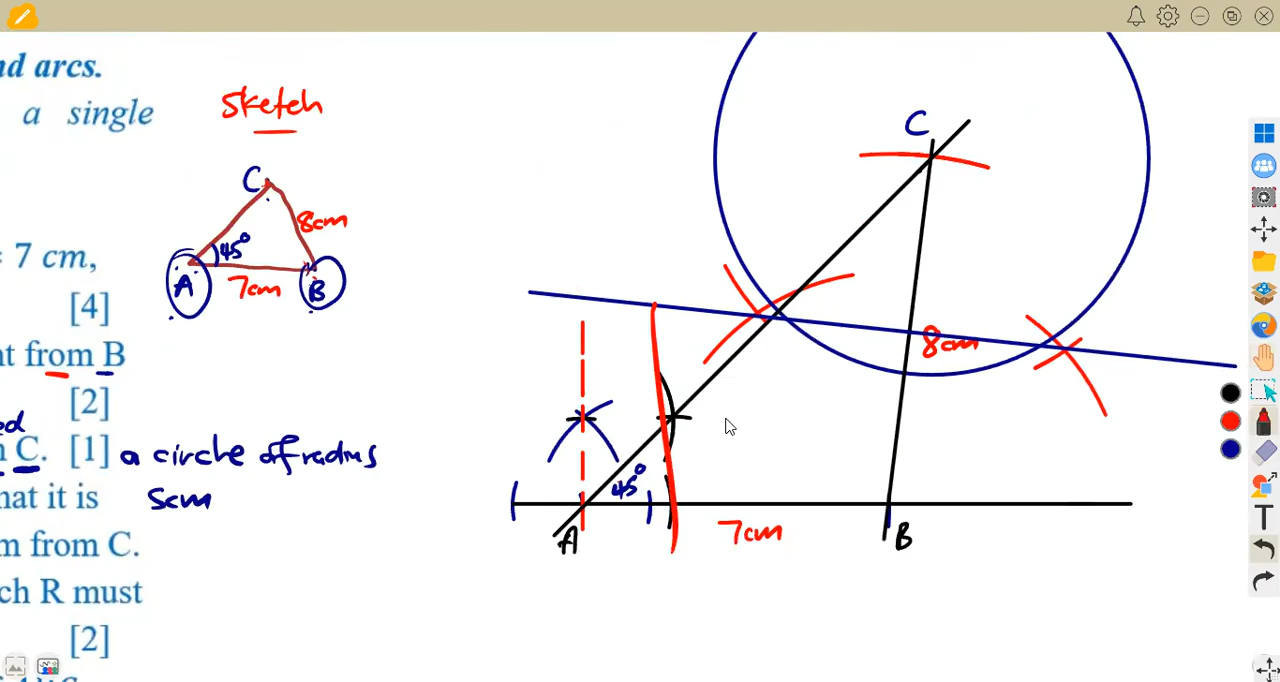 nd arcs.
a single
sketch
C
8cm
45°
A
7cm
B
= 7 cm,
[4]
nt from B
[2]
ed
n C. [1] a circle of radius
5cm
hat it is
m from C.
ch R must
[2]
C
8cm
45°
A
7cm
B
T